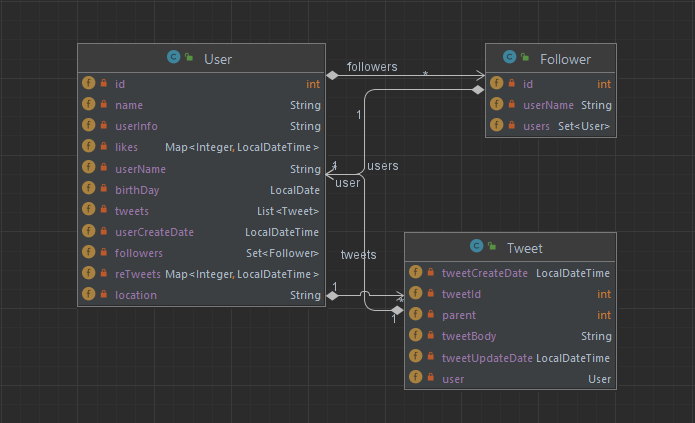 User
id int
name String
userInfo String
likes Map<Integer, LocalDateTime>
userName String
birthDay LocalDate
tweets List<Tweet>
userCreateDate LocalDateTime
followers Set<Follower>
reTweets Map<Integer, LocalDateTime>
location String
followers
1
*
Follower
id int
userName String
users Set<User>
1
1
users
user
tweets
1
*
1
Tweet
tweetCreateDate LocalDateTime
tweetId int
parent int
tweetBody String
tweetUpdateDate LocalDateTime
user User